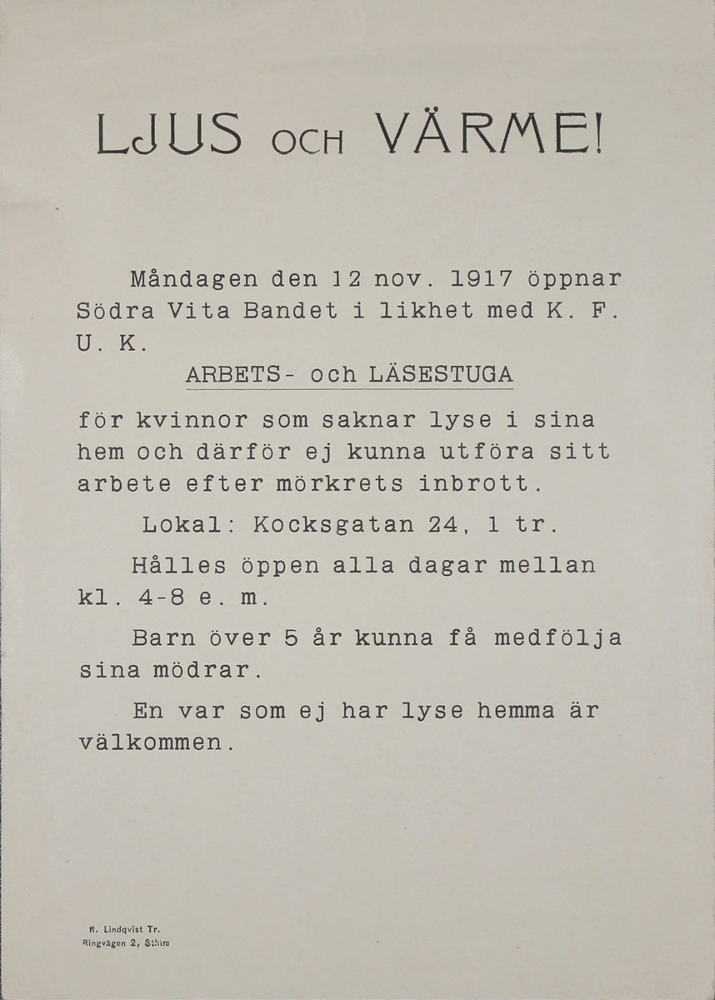 LJUS OCH VÄRME!
Måndagen den 12 nov. 1917 öppnar
Södra Vita Bandet i likhet med K. F.
U. K.
ARBETS- och LÄSESTUGA
för kvinnor som saknar lyse i sina
hem och därför ej kunna utföra sitt
arbete efter mörkrets inbrott.
Lokal: Kocksgatan 24, 1 tr.
Hålles öppen alla dagar mellan
kl. 4-8 e. m.
Barn över 5 år kunna få medfölja
sina mödrar.
En var som ej har lyse hemma är
välkommen.
R. Lindqvist Tr.
Ringvägen 2, Sthlm